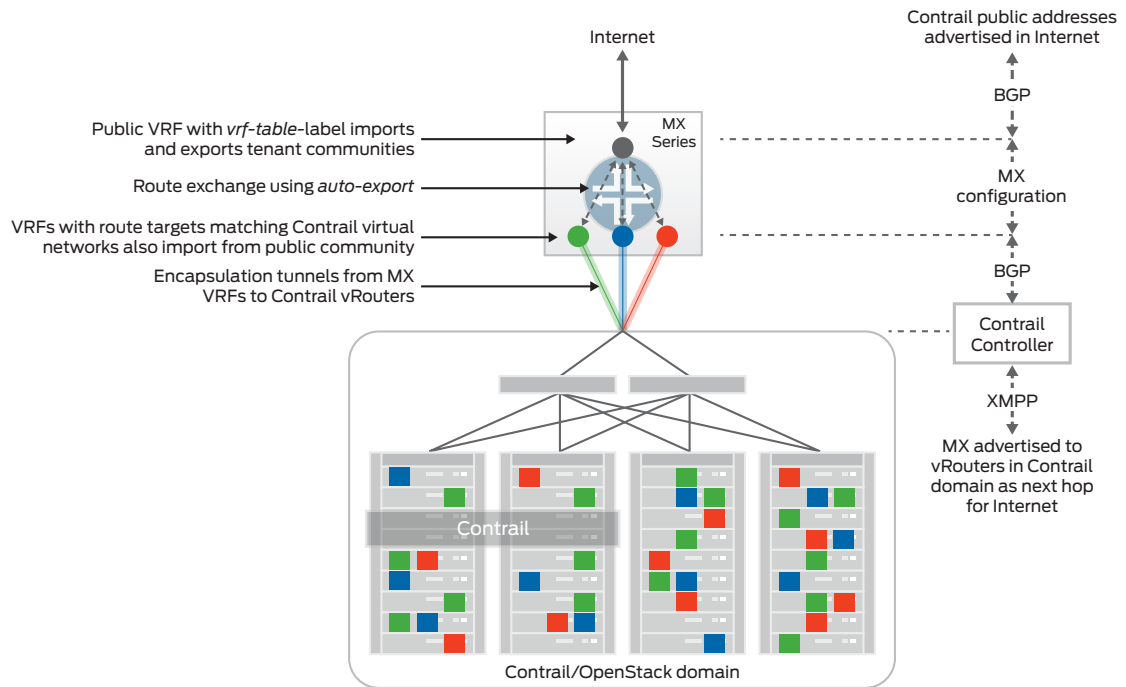 Internet
Contrail public addresses
advertised in Internet
BGP
MX
Series
Public VRF with vrf-table-label imports
and exports tenant communities
Route exchange using auto-export
MX
configuration
VRFs with route targets matching Contrail virtual
networks also import from public community
Encapsulation tunnels from MX
VRFs to Contrail vRouters
BGP
Contrail
Controller
XMPP
MX advertised to
vRouters in Contrail
domain as next hop
for Internet
Contrail
Contrail/OpenStack domain